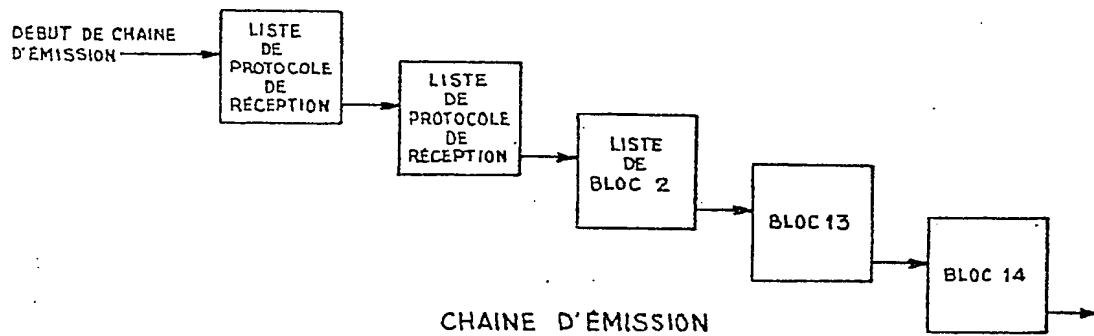 DÉBUT DE CHAINE
D'ÉMISSION
LISTE
DE
PROTOCOLE
DE
RÉCEPTION
LISTE
DE
PROTOCOLE
DE
RÉCEPTION
LISTE
DE
BLOC 2
BLOC 13
BLOC 14
CHAINE D'ÉMISSION